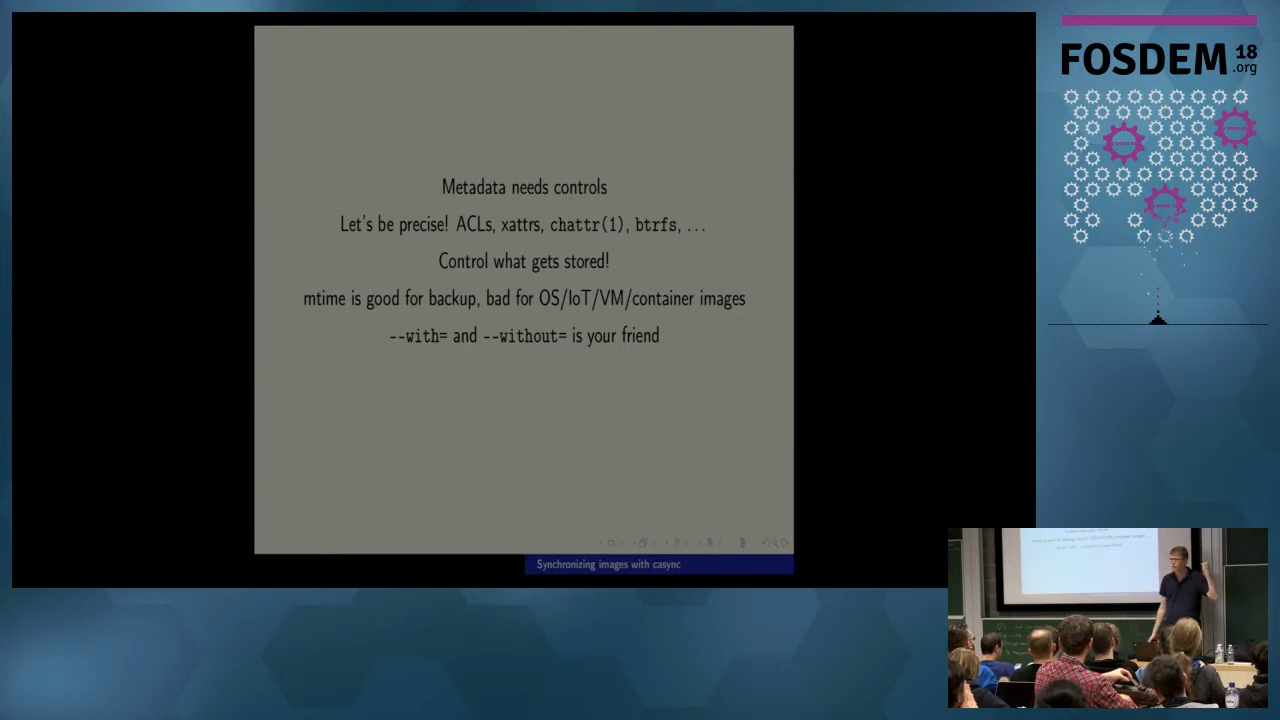 Metadata needs controls
Let's be precise! ACLs, xattrs, chattr(1), btrfs, ...
Control what gets stored!
mtime is good for backup, bad for OS/IoT/VM/container images
--with= and --without= is your friend
Synchronizing images with casync
FOSDEM 18
.org